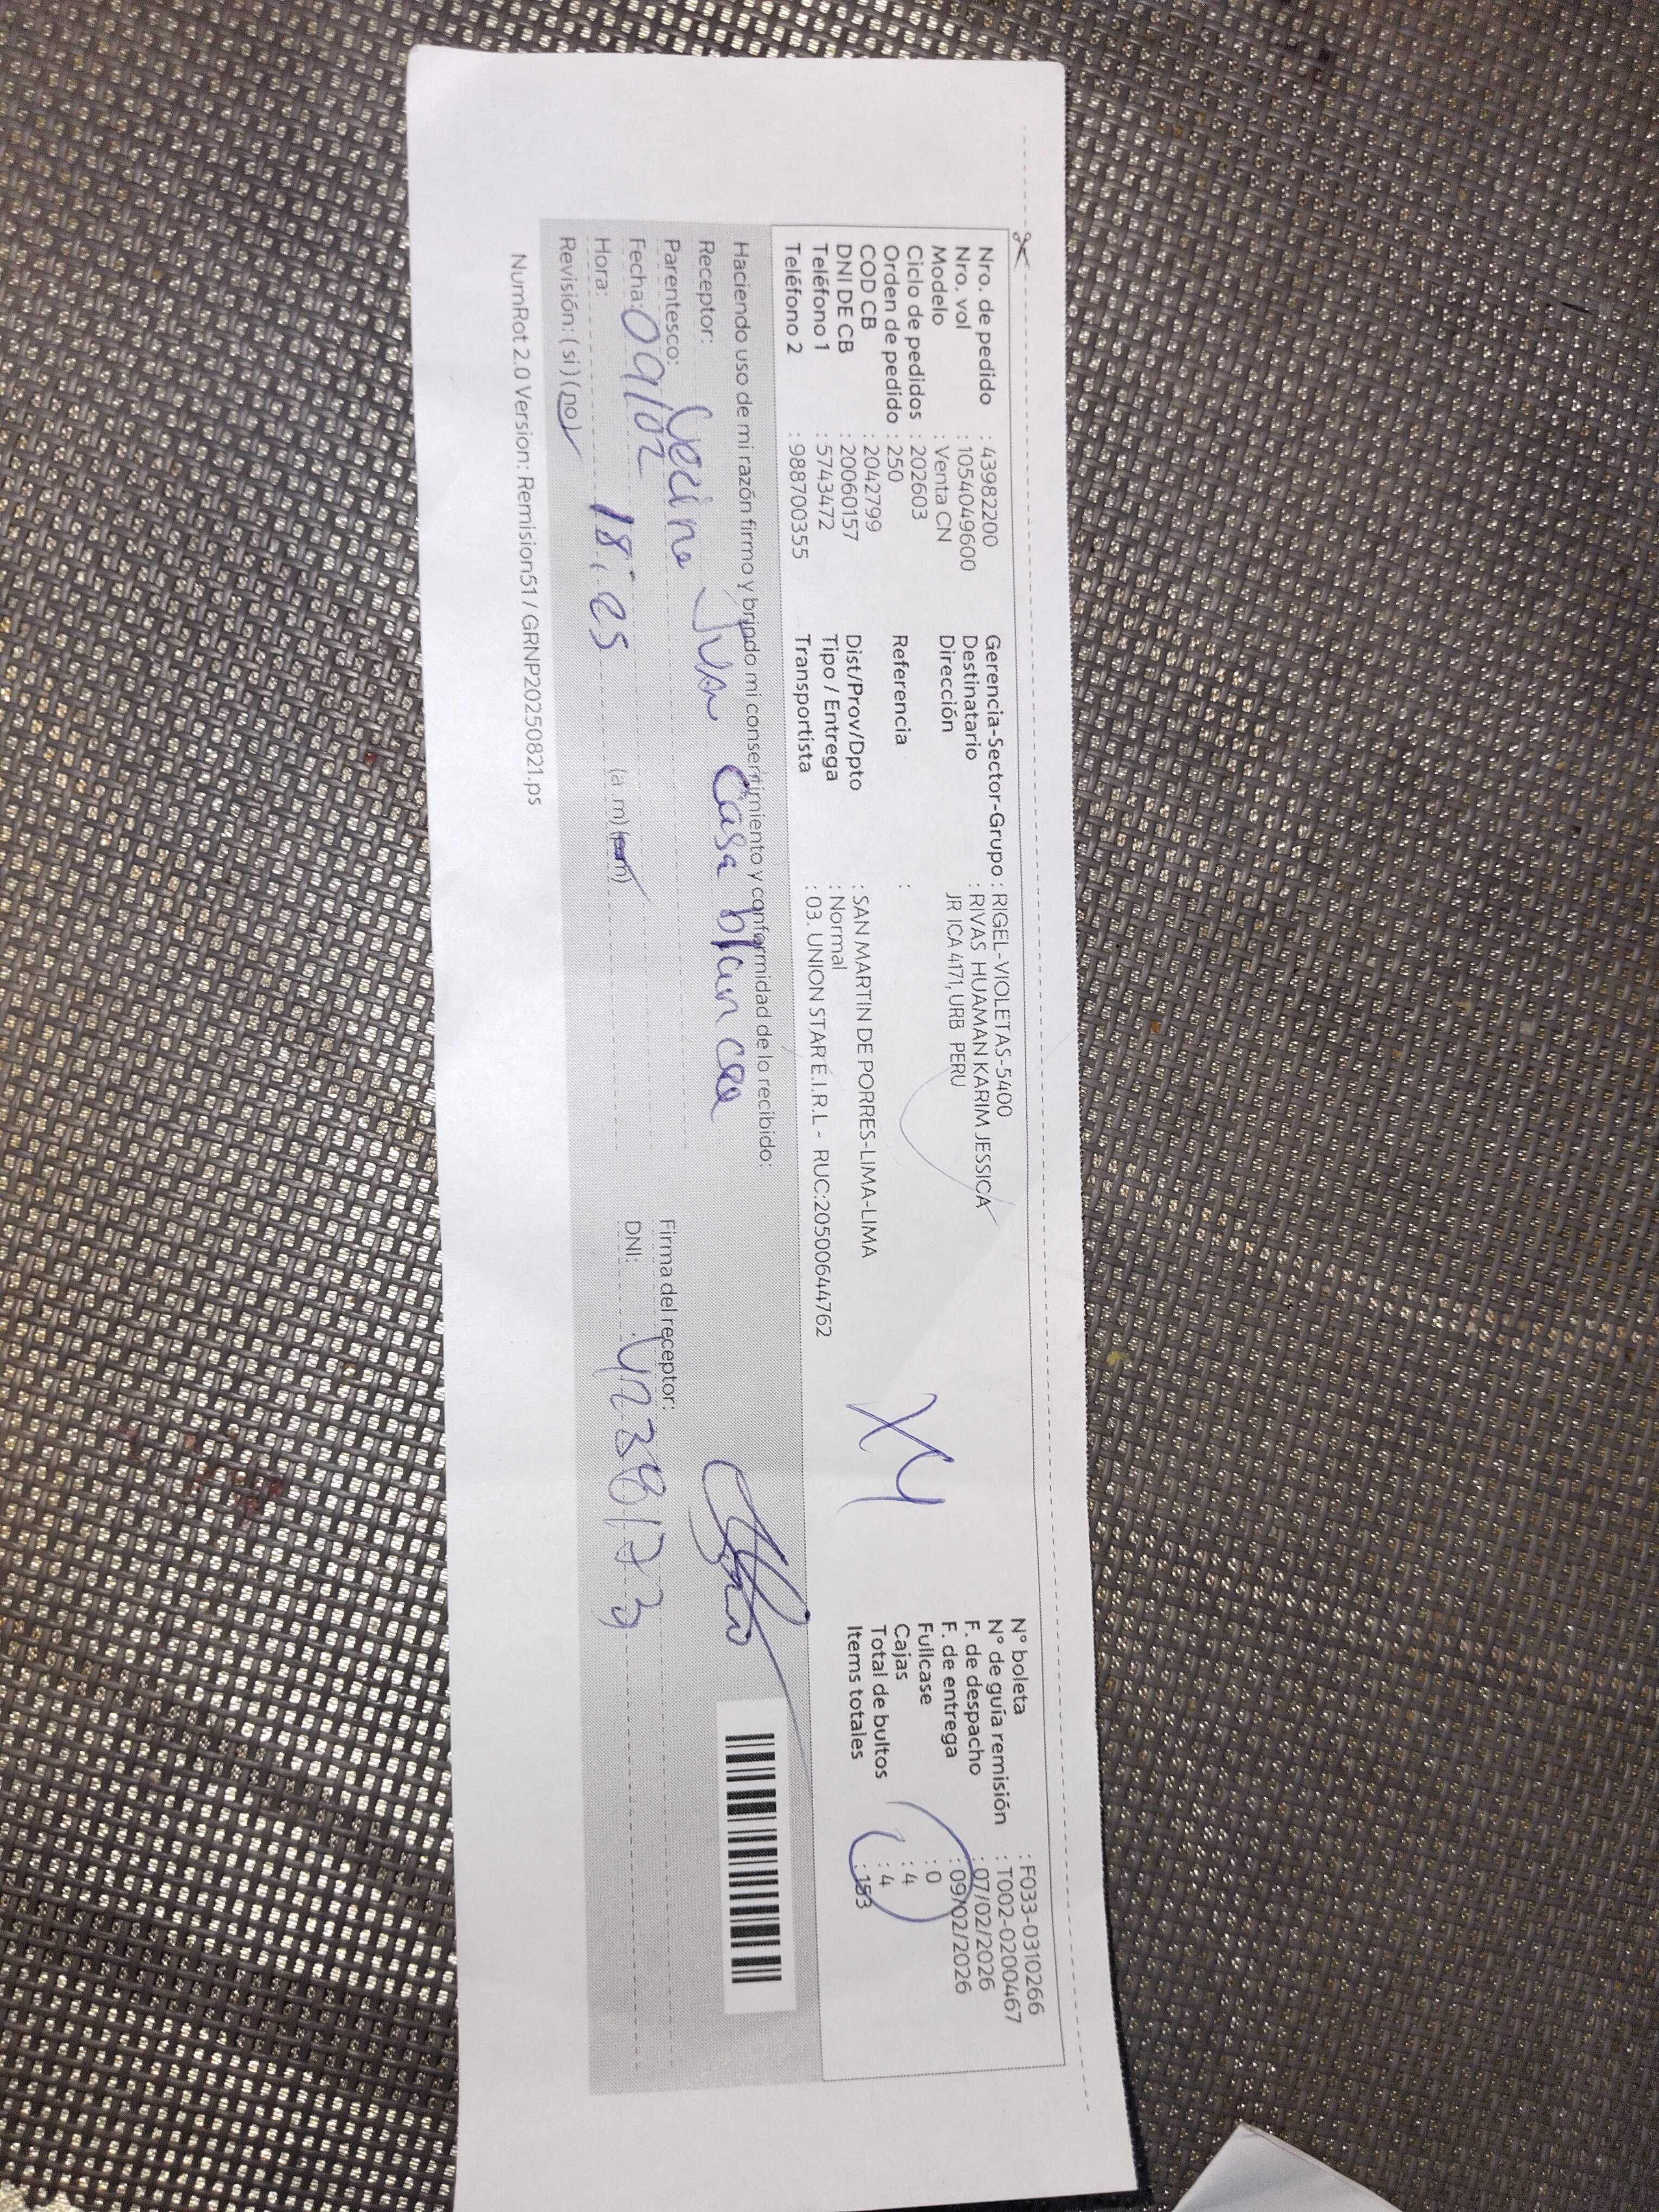 Nro. de pedido : 43982200
Nro. vol : 1054049600
Modelo : Venta CN
Ciclo de pedidos : 202603
Orden de pedido : 250
COD CB : 2042799
DNI DE CB : 20060157
Teléfono 1 : 5743472
Teléfono 2 : 988700355
Gerencia-Sector-Grupo : RIGEL-VIOLETAS-5400
Destinatario : RIVAS HUAMAN KARIM JESSICA
Dirección JR ICA 417, URB PERU
Referencia :
Dist/Prov/Dpto : SAN MARTIN DE PORRES-LIMA-LIMA
Tipo / Entrega : Normal
Transportista : 03. UNION STAR E.I.R.L - RUC:20500644762
N° boleta : F033-0310266
N° de guía remisión : T002-0200467
F. de despacho : 07/02/2026
F. de entrega : 09/02/2026
Fullcase : 0
Cajas : 4
Total de bultos : 4
Items totales : 153
Haciendo uso de mi razón firmo y brindo mi consentimiento y conformidad de lo recibido:
Receptor: Casa blanca
Parentesco:
Fecha: 09/02
Hora: 18: (a m) (pm)
Revisión: (si) (no)
Firma del receptor:
DNI: 42388173
NumRot 2.0 Version: Remision51 / GRNP20250821.ps